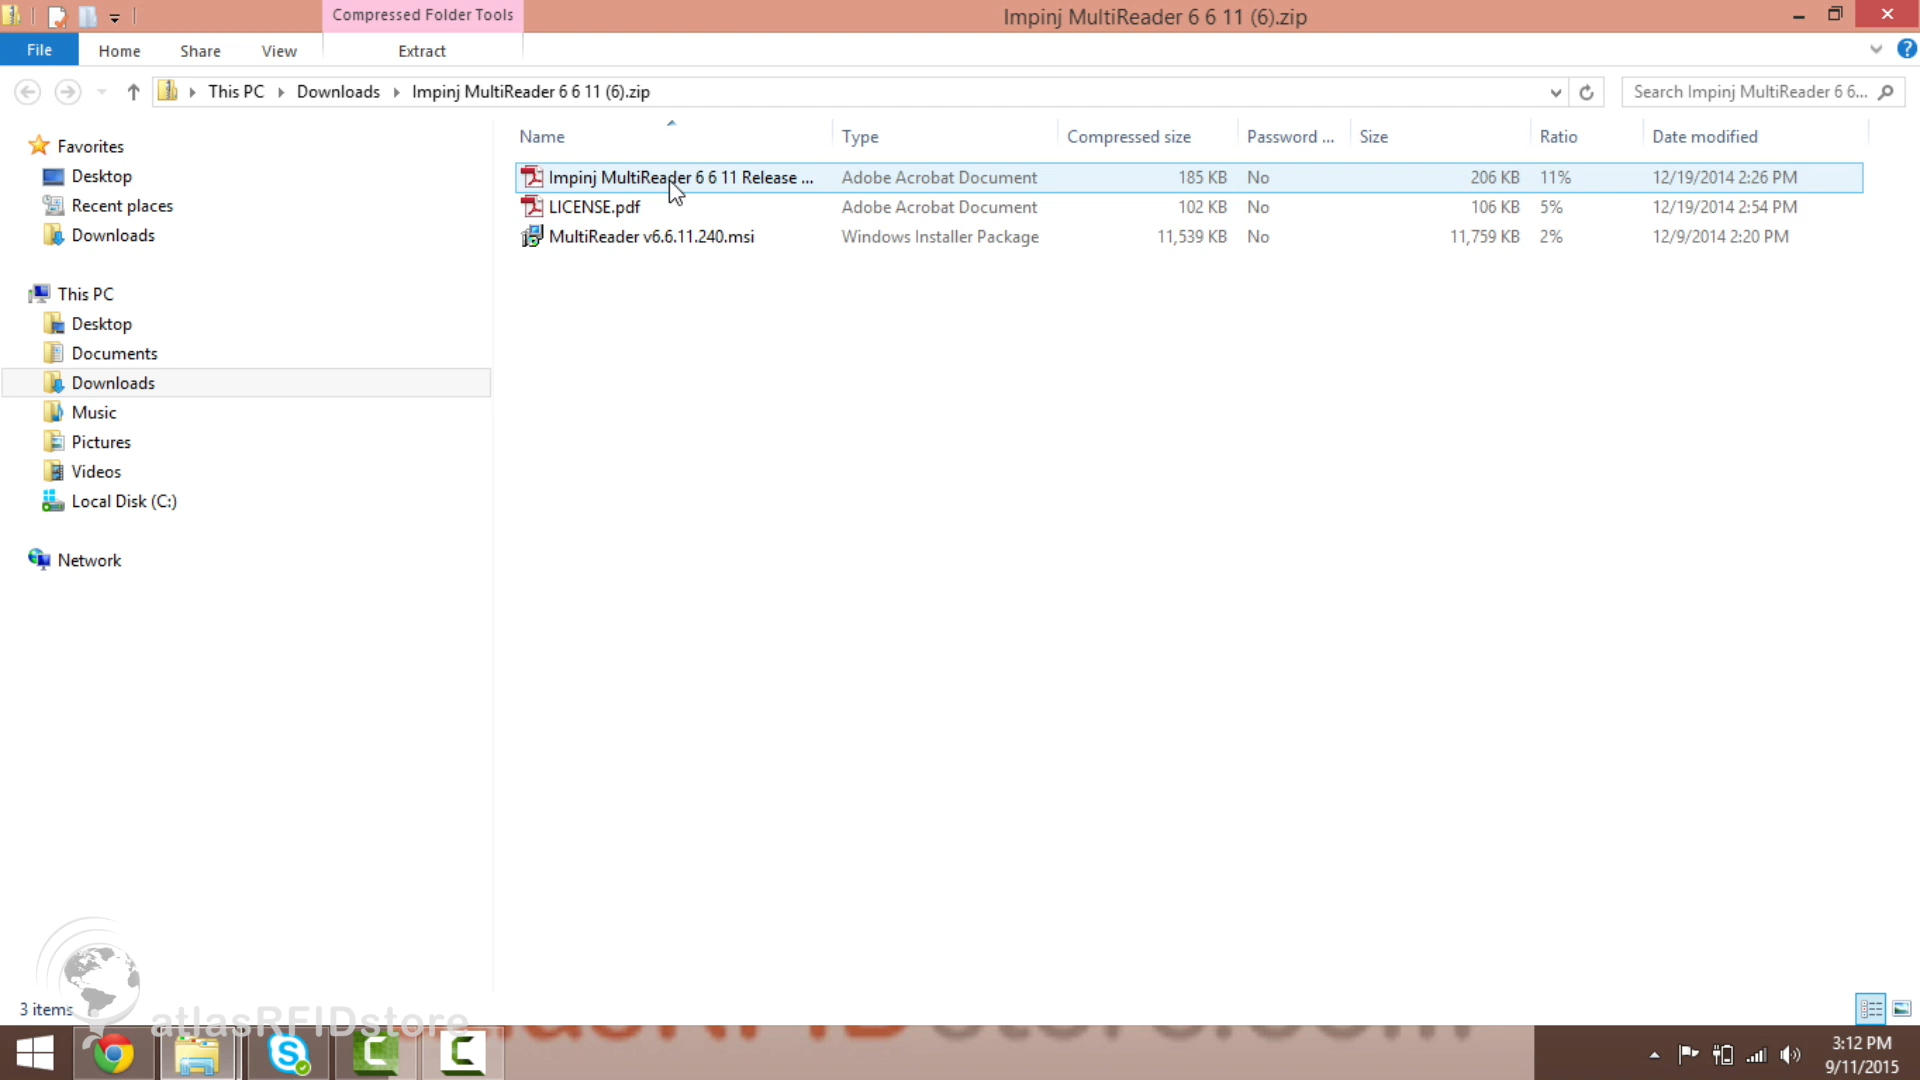 Compressed Folder Tools
Impinj MultiReader 6 6 11 (6).zip
File Home Share View Extract
This PC Downloads Impinj MultiReader 6 6 11 (6).zip
Search Impinj MultiReader 6 6...
Name Type Compressed size Password ... Size Ratio Date modified
Impinj MultiReader 6 6 11 Release ... Adobe Acrobat Document 185 KB No 206 KB 11% 12/19/2014 2:26 PM
LICENSE.pdf Adobe Acrobat Document 102 KB No 106 KB 5% 12/19/2014 2:54 PM
MultiReader v6.6.11.240.msi Windows Installer Package 11,539 KB No 11,759 KB 2% 12/9/2014 2:20 PM
Favorites
Desktop
Recent places
Downloads
This PC
Desktop
Documents
Downloads
Music
Pictures
Videos
Local Disk (C:)
Network
3 items
atlasRFIDstore
3:12 PM
9/11/2015